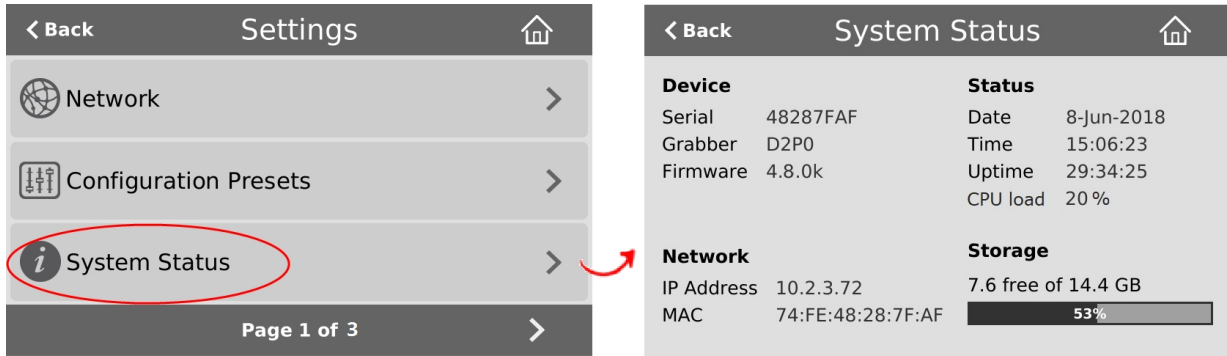 Back Settings
Network
Configuration Presets
i System Status
Page 1 of 3
Back System Status
Device
Serial 48287FAF
Grabber D2P0
Firmware 4.8.0k
Status
Date 8-Jun-2018
Time 15:06:23
Uptime 29:34:25
CPU load 20 %
Network
IP Address 10.2.3.72
MAC 74:FE:48:28:7F:AF
Storage
7.6 free of 14.4 GB
53%